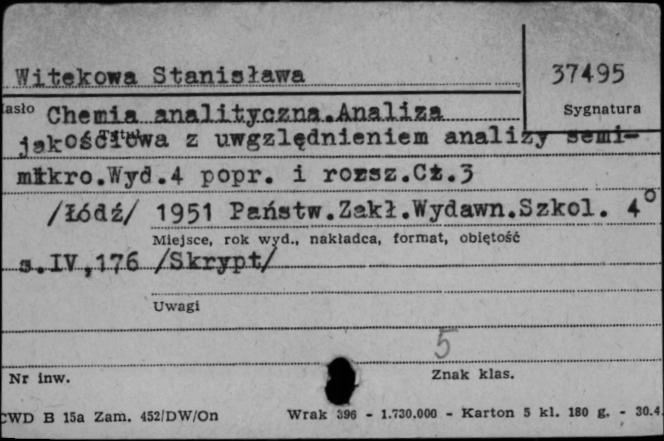 Witekowa Stanisława
37495
asło Chemia analityczna.Analiza
Sygnatura
Tytuł
jakościowa z uwzględnieniem analizy semi-
mikro.Wyd.4 popr. i rozsz.Cz.3
/Łódź/ 1951 Państw.Zakł.Wydawn.Szkol. 4°
Miejsce, rok wyd., nakładca, format, objętość
s.IV,176 /Skrypt/
Uwagi
5
Nr inw.
Znak klas.
CWD B 15a Zam. 452/DW/On Wrak 396 - 1.730.000 - Karton 5 kl. 180 g. - 30.4.